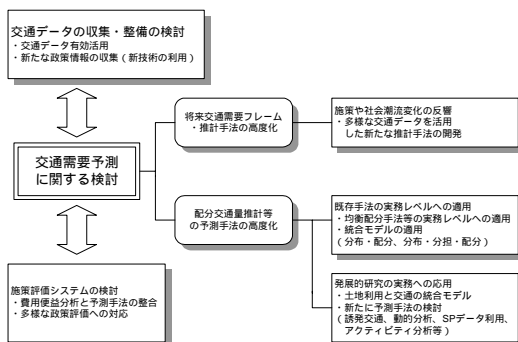 交通データの収集・整備の検討
・交通データ有効活用
・新たな政策情報の収集（新技術の利用）
将来交通需要フレーム
・推計手法の高度化
施策や社会潮流変化の反響
・多様な交通データを活用
した新たな推計手法の開発
交通需要予測
に関する検討
配分交通量推計等
の予測手法の高度化
既存手法の実務レベルへの適用
・均衡配分手法等の実務レベルへの適用
・統合モデルの適用
（分布・配分、分布・分担・配分）
施策評価システムの検討
・費用便益分析と予測手法の整合
・多様な政策評価への対応
発展的研究の実務への応用
・土地利用と交通の統合モデル
・新たに予測手法の検討
（誘発交通、動的分析、SPデータ利用、
アクティビティ分析等）